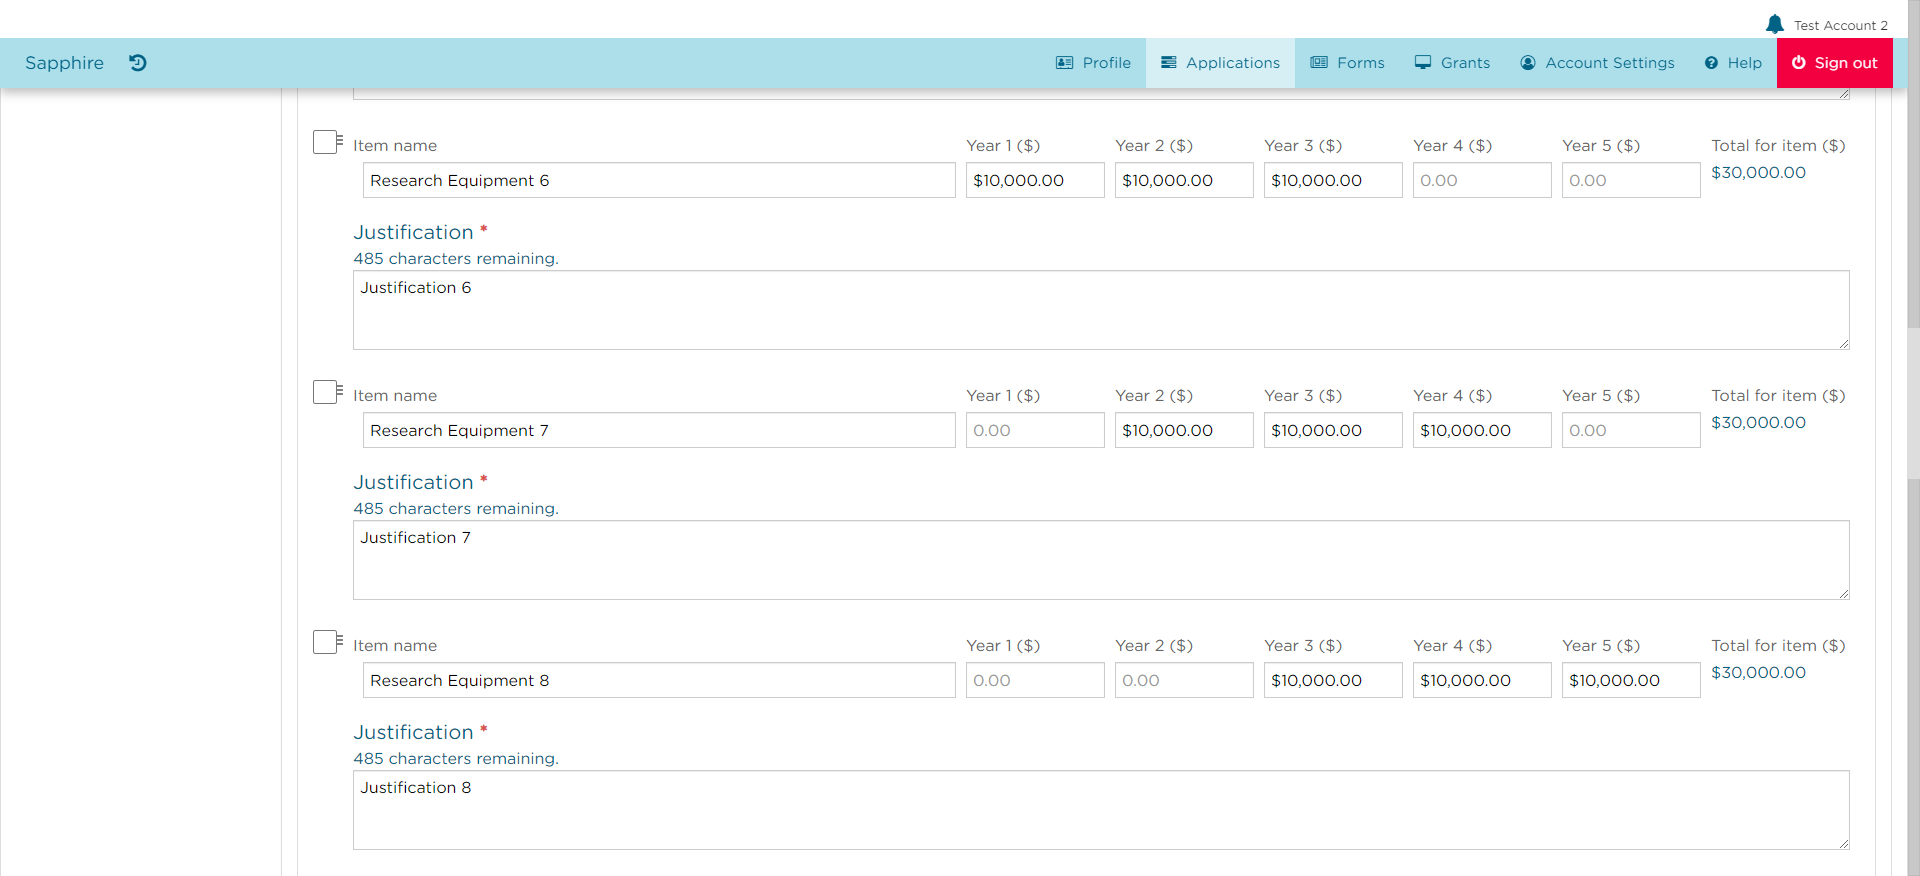 Test Account 2
Sapphire Profile Applications Forms Grants Account Settings Help Sign out
Item name Year 1 ($) Year 2 ($) Year 3 ($) Year 4 ($) Year 5 ($) Total for item ($)
Research Equipment 6 $10,000.00 $10,000.00 $10,000.00 0.00 0.00 $30,000.00
Justification *
485 characters remaining.
Justification 6
Item name Year 1 ($) Year 2 ($) Year 3 ($) Year 4 ($) Year 5 ($) Total for item ($)
Research Equipment 7 0.00 $10,000.00 $10,000.00 $10,000.00 0.00 $30,000.00
Justification *
485 characters remaining.
Justification 7
Item name Year 1 ($) Year 2 ($) Year 3 ($) Year 4 ($) Year 5 ($) Total for item ($)
Research Equipment 8 0.00 0.00 $10,000.00 $10,000.00 $10,000.00 $30,000.00
Justification *
485 characters remaining.
Justification 8